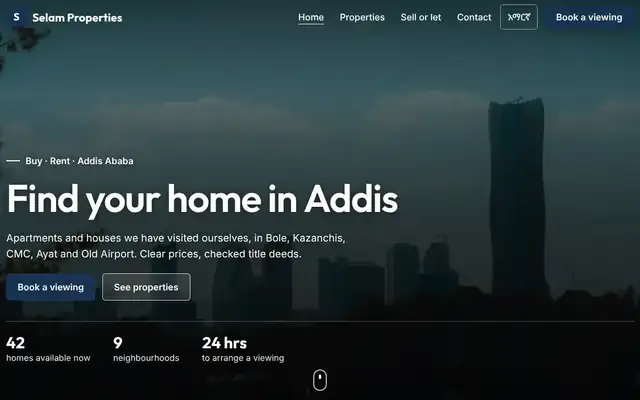 S Selam Properties
Home Properties Sell or let Contact አማርኛ Book a viewing
Buy · Rent · Addis Ababa
Find your home in Addis
Apartments and houses we have visited ourselves, in Bole, Kazanchis,
CMC, Ayat and Old Airport. Clear prices, checked title deeds.
Book a viewing See properties
42 9 24 hrs
homes available now neighbourhoods to arrange a viewing